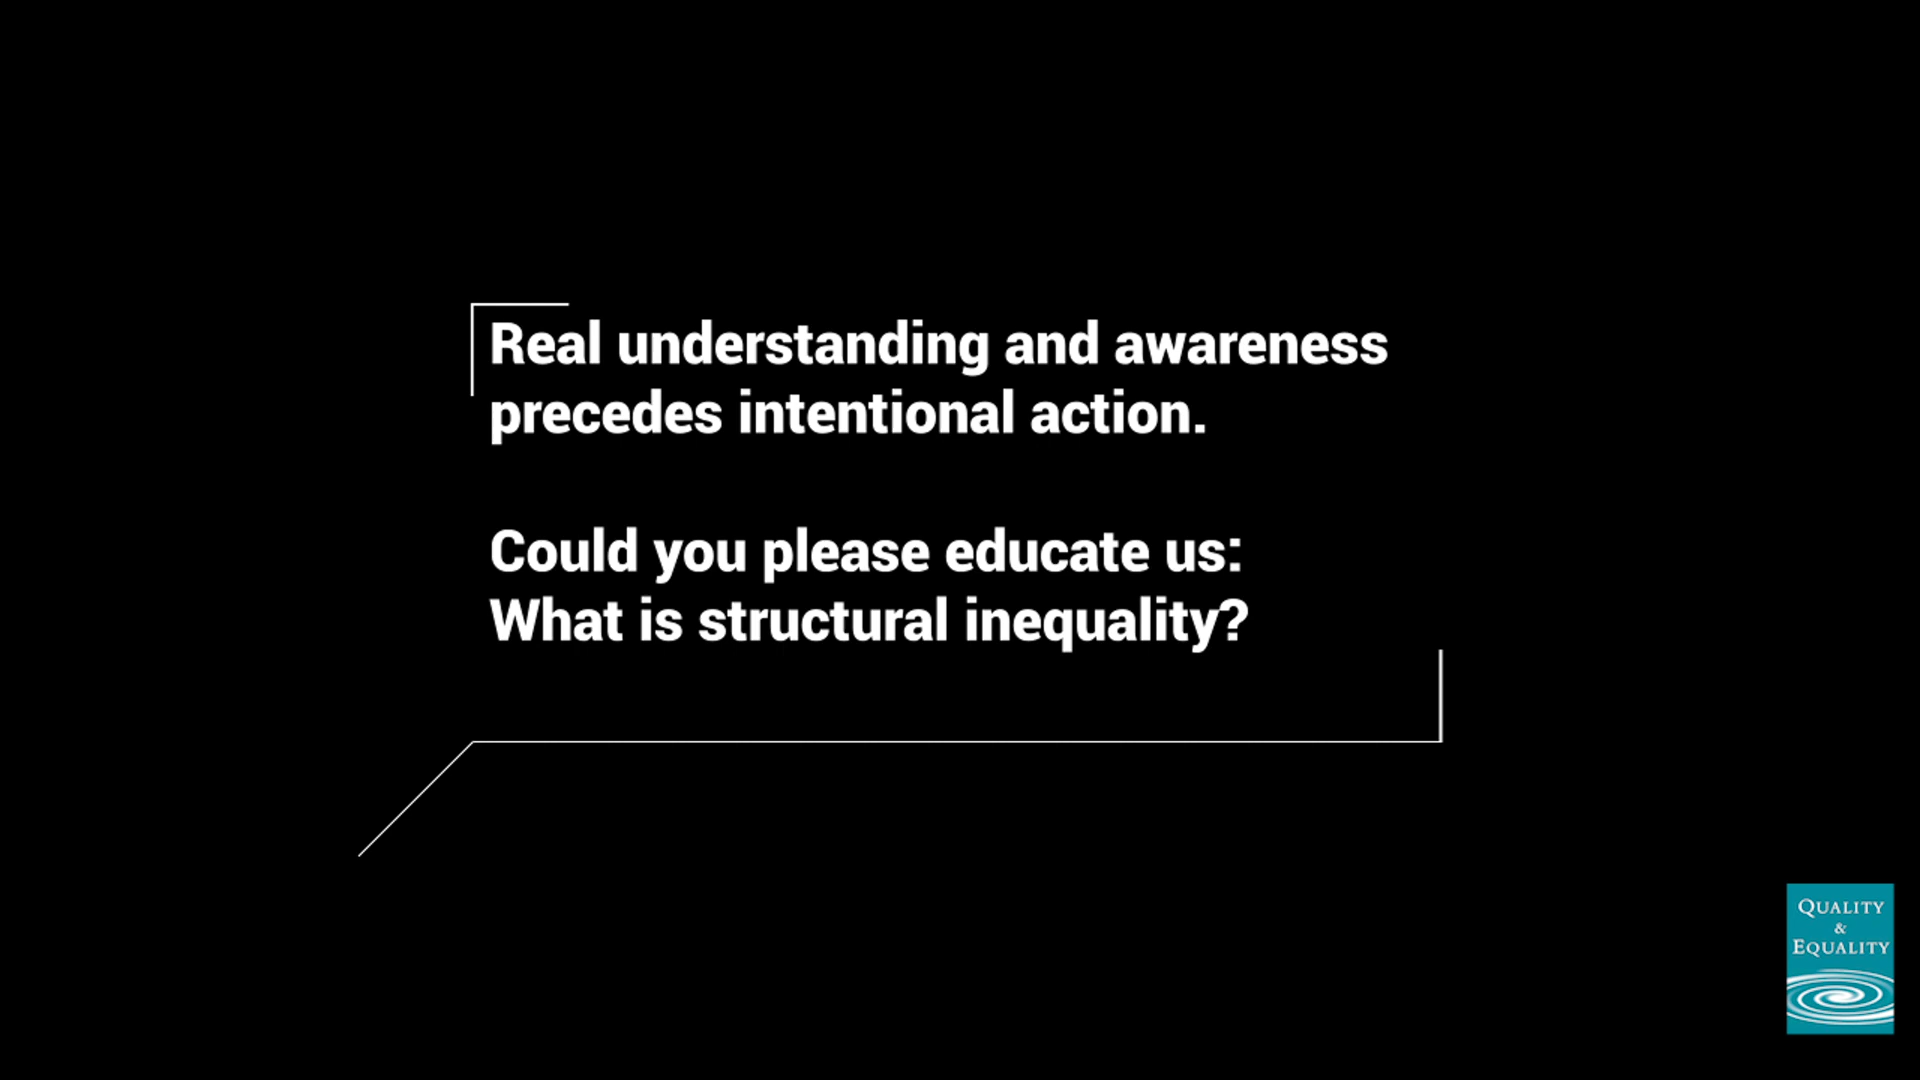 Real understanding and awareness
precedes intentional action.
Could you please educate us:
What is structural inequality?
QUALITY
&
EQUALITY